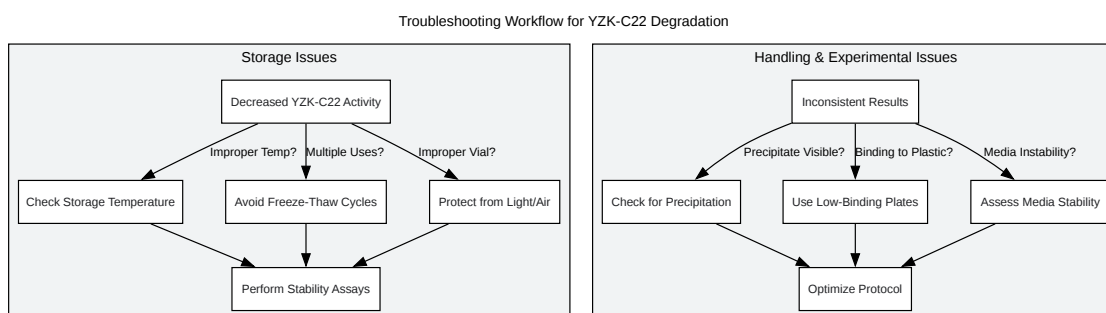 Troubleshooting Workflow for YZK-C22 Degradation
Storage Issues
Decreased YZK-C22 Activity
Improper Temp?
Multiple Uses?
Improper Vial?
Check Storage Temperature
Avoid Freeze-Thaw Cycles
Protect from Light/Air
Perform Stability Assays
Handling & Experimental Issues
Inconsistent Results
Precipitate Visible?
Binding to Plastic?
Media Instability?
Check for Precipitation
Use Low-Binding Plates
Assess Media Stability
Optimize Protocol